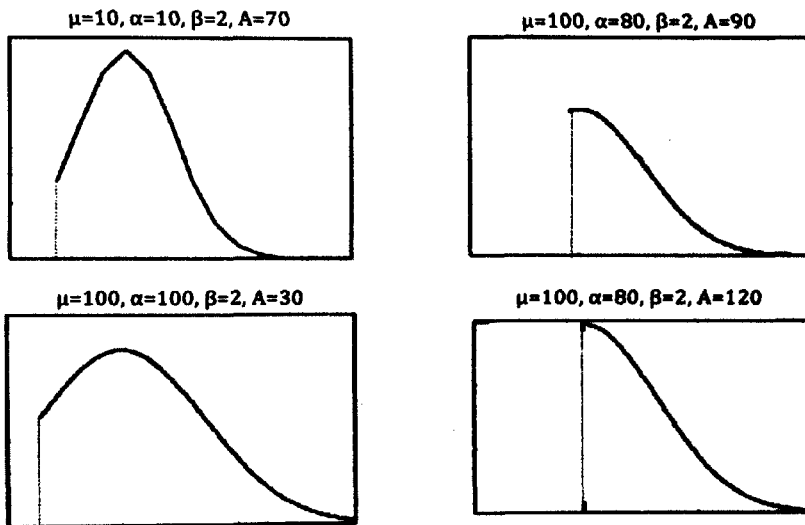 μ=10, α=10, β=2, A=70
μ=100, α=80, β=2, A=90
μ=100, α=100, β=2, A=30
μ=100, α=80, β=2, A=120